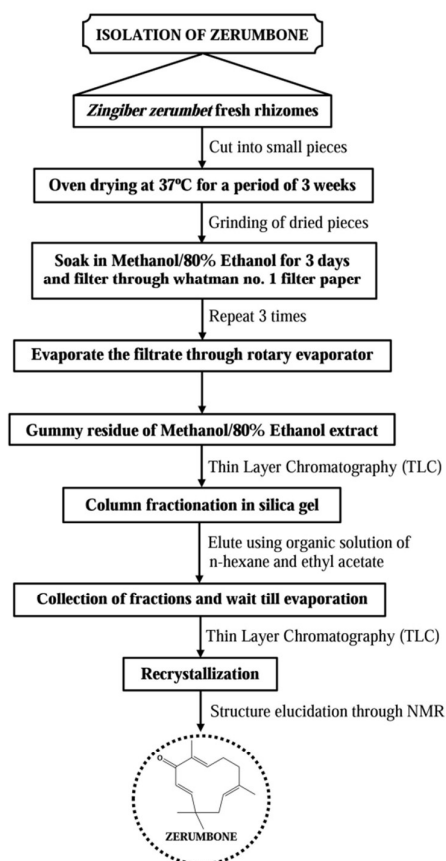 ISOLATION OF ZERUMBONE
Zingiber zerumbet fresh rhizomes
Cut into small pieces
Oven drying at 37ºC for a period of 3 weeks
Grinding of dried pieces
Soak in Methanol/80% Ethanol for 3 days
and filter through whatman no. 1 filter paper
Repeat 3 times
Evaporate the filtrate through rotary evaporator
Gummy residue of Methanol/80% Ethanol extract
Thin Layer Chromatography (TLC)
Column fractionation in silica gel
Elute using organic solution of
n-hexane and ethyl acetate
Collection of fractions and wait till evaporation
Thin Layer Chromatography (TLC)
Recrystallization
Structure elucidation through NMR
O
ZERUMBONE